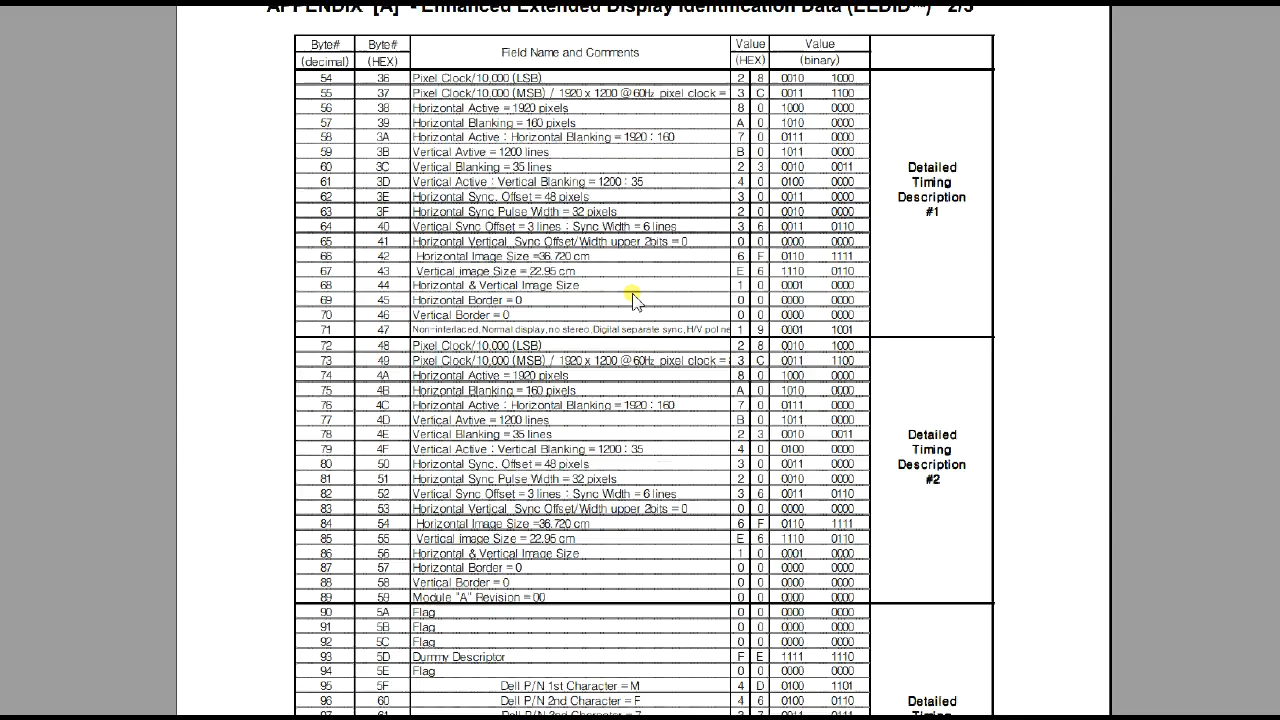 APPENDIX [A] - Enhanced Extended Display Identification Data (EEDID™) 2/3
Byte# Byte# Field Name and Comments Value Value
(decimal) (HEX) (HEX) (binary)
54 36 Pixel Clock/10,000 (LSB) 2 8 0010 1000
55 37 Pixel Clock/10,000 (MSB) / 1920 x 1200 @60Hz pixel clock = 3 C 0011 1100
56 38 Horizontal Active = 1920 pixels 8 0 1000 0000
57 39 Horizontal Blanking = 160 pixels A 0 1010 0000
58 3A Horizontal Active : Horizontal Blanking = 1920 : 160 7 0 0111 0000
59 3B Vertical Avtive = 1200 lines B 0 1011 0000
60 3C Vertical Blanking = 35 lines 2 3 0010 0011 Detailed
61 3D Vertical Active : Vertical Blanking = 1200 : 35 4 0 0100 0000 Timing
62 3E Horizontal Sync. Offset = 48 pixels 3 0 0011 0000 Description
63 3F Horizontal Sync Pulse Width = 32 pixels 2 0 0010 0000 #1
64 40 Vertical Sync Offset = 3 lines : Sync Width = 6 lines 3 6 0011 0110
65 41 Horizontal Vertical Sync Offset/Width upper 2bits = 0 0 0 0000 0000
66 42 Horizontal Image Size =36.720 cm 6 F 0110 1111
67 43 Vertical image Size = 22.95 cm E 6 1110 0110
68 44 Horizontal & Vertical Image Size 1 0 0001 0000
69 45 Horizontal Border = 0 0 0 0000 0000
70 46 Vertical Border = 0 0 0 0000 0000
71 47 Non-interlaced, Normal display, no stereo, Digital separate sync, H/V pol ne 1 9 0001 1001
72 48 Pixel Clock/10,000 (LSB) 2 8 0010 1000
73 49 Pixel Clock/10,000 (MSB) / 1920 x 1200 @60Hz pixel clock = 3 C 0011 1100
74 4A Horizontal Active = 1920 pixels 8 0 1000 0000
75 4B Horizontal Blanking = 160 pixels A 0 1010 0000
76 4C Horizontal Active : Horizontal Blanking = 1920 : 160 7 0 0111 0000
77 4D Vertical Avtive = 1200 lines B 0 1011 0000
78 4E Vertical Blanking = 35 lines 2 3 0010 0011 Detailed
79 4F Vertical Active : Vertical Blanking = 1200 : 35 4 0 0100 0000 Timing
80 50 Horizontal Sync. Offset = 48 pixels 3 0 0011 0000 Description
81 51 Horizontal Sync Pulse Width = 32 pixels 2 0 0010 0000 #2
82 52 Vertical Sync Offset = 3 lines : Sync Width = 6 lines 3 6 0011 0110
83 53 Horizontal Vertical Sync Offset/Width upper 2bits = 0 0 0 0000 0000
84 54 Horizontal Image Size =36.720 cm 6 F 0110 1111
85 55 Vertical image Size = 22.95 cm E 6 1110 0110
86 56 Horizontal & Vertical Image Size 1 0 0001 0000
87 57 Horizontal Border = 0 0 0 0000 0000
88 58 Vertical Border = 0 0 0 0000 0000
89 59 Module "A" Revision = 00 0 0 0000 0000
90 5A Flag 0 0 0000 0000
91 5B Flag 0 0 0000 0000
92 5C Flag 0 0 0000 0000
93 5D Dummy Descriptor F E 1111 1110
94 5E Flag 0 0 0000 0000
95 5F Dell P/N 1st Character = M 4 D 0100 1101
96 60 Dell P/N 2nd Character = F 4 6 0100 0110 Detailed
97 61 Dell P/N 3rd Character = 7 3 7 0011 0111 Timing